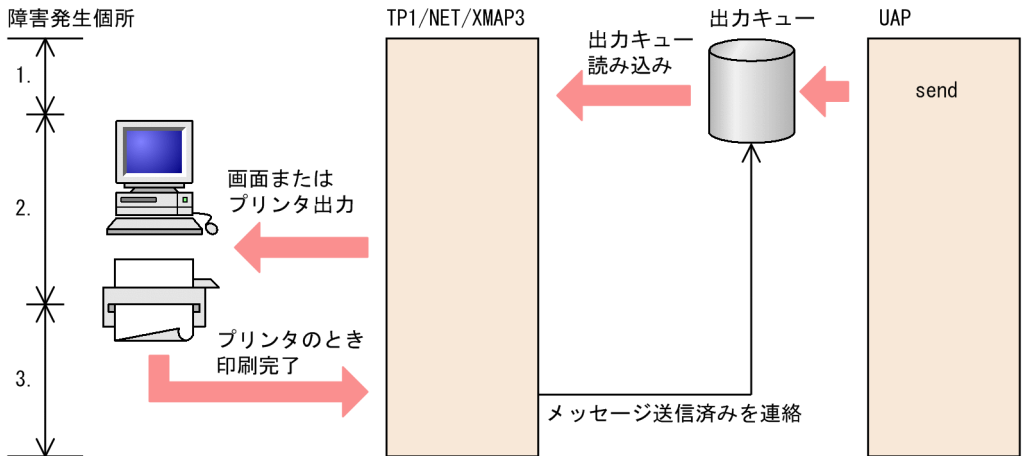 障害発生個所
TP1/NET/XMAP3
出力キュー
UAP
1.
出力キュー
読み込み
send
2.
画面または
プリンタ出力
プリンタのとき
印刷完了
3.
メッセージ送信済みを連絡